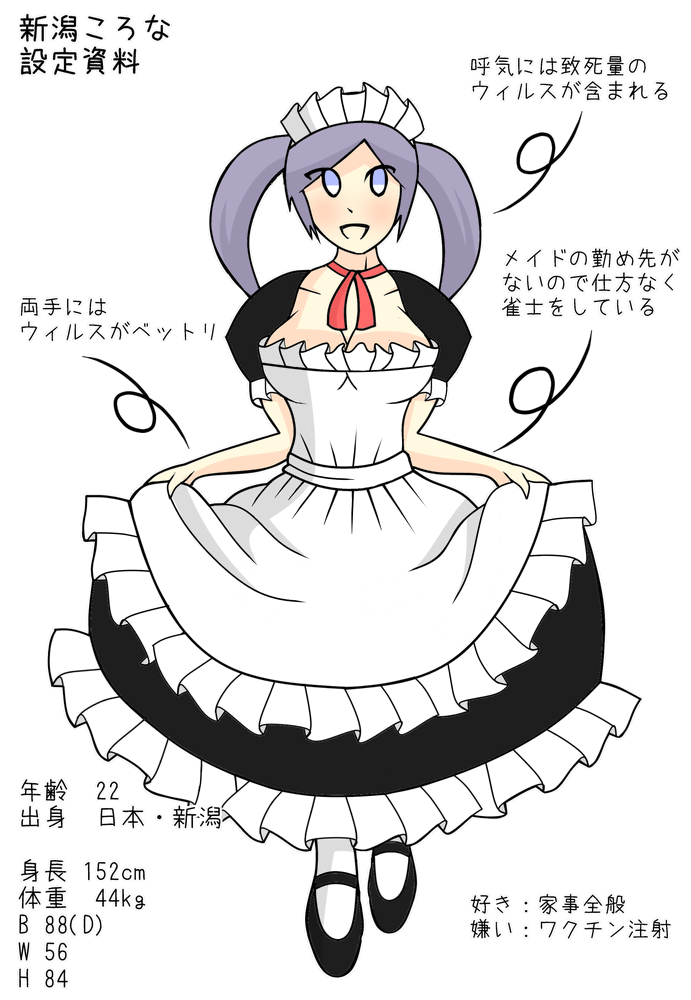 新潟ころな
設定資料
呼気には致死量の
ウィルスが含まれる
メイドの勤め先が
ないので仕方なく
雀士をしている
両手には
ウィルスがベットリ
年齢 22
出身 日本・新潟
身長 152cm
体重 44kg
B 88(D)
W 56
H 84
好き：家事全般
嫌い：ワクチン注射